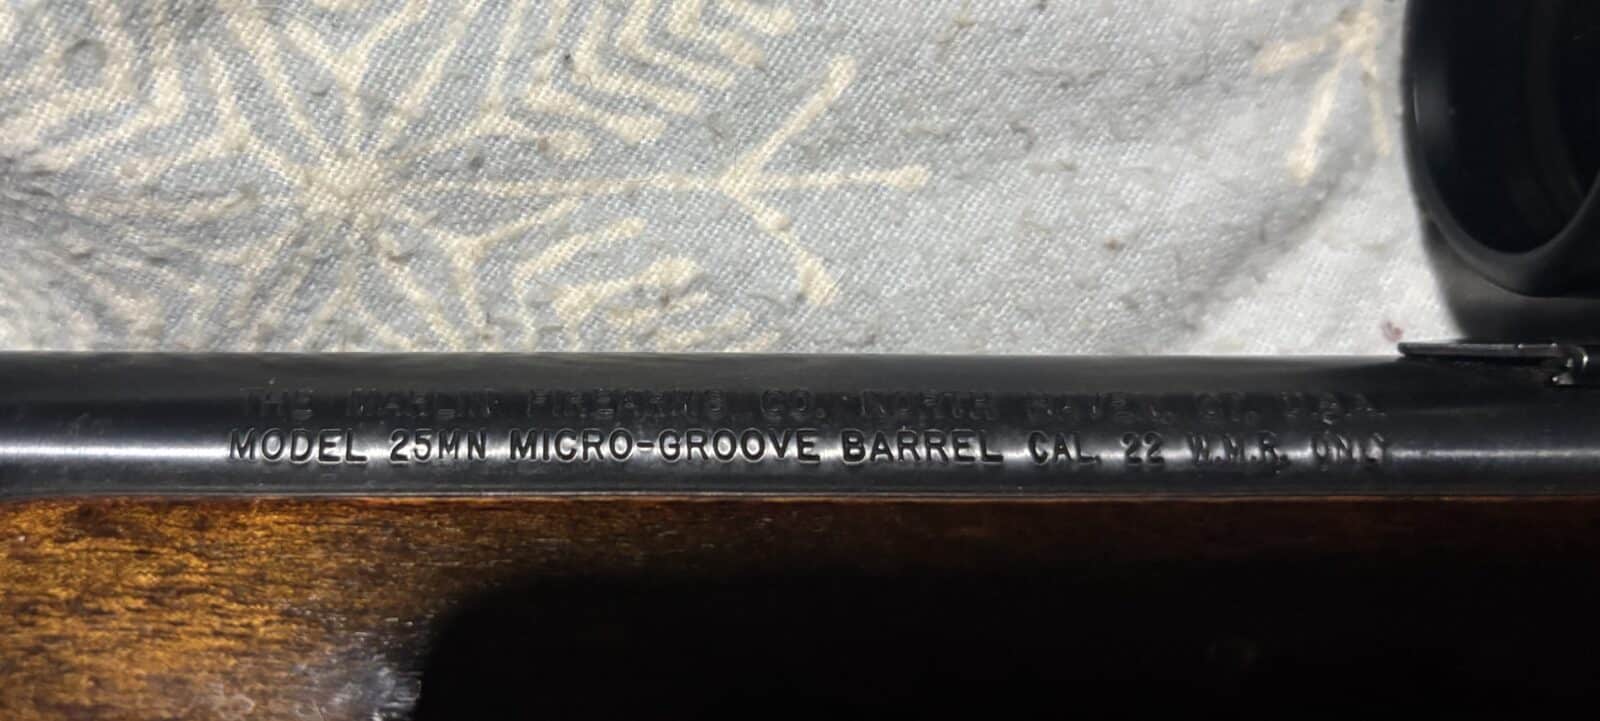 THE MARLIN FIREARMS CO. NORTH HAVEN, CT. U.S.A.
MODEL 25MN MICRO-GROOVE BARREL CAL. 22 W.M.R. ONLY